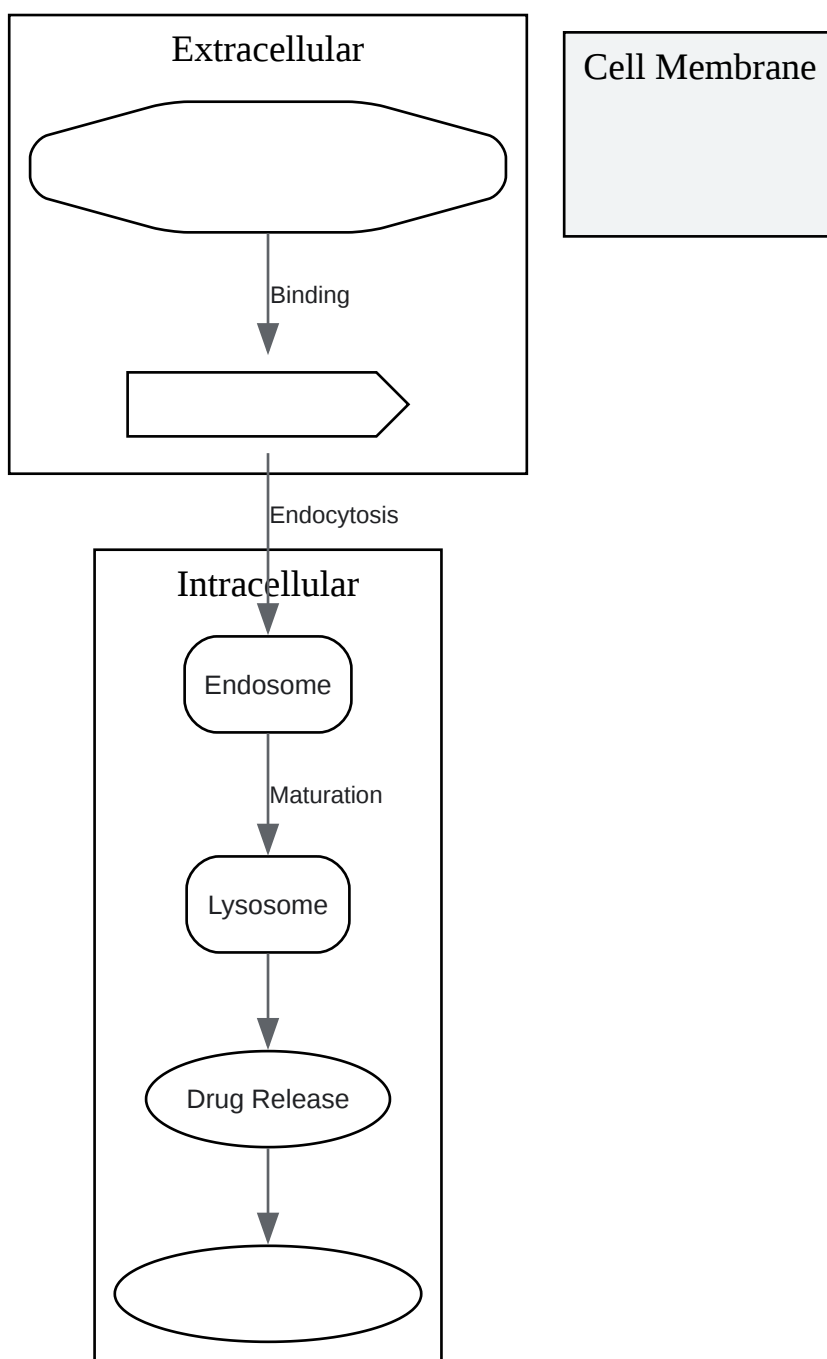 Extracellular
Cell Membrane
Binding
Endocytosis
Intracellular
Endosome
Maturation
Lysosome
Drug Release